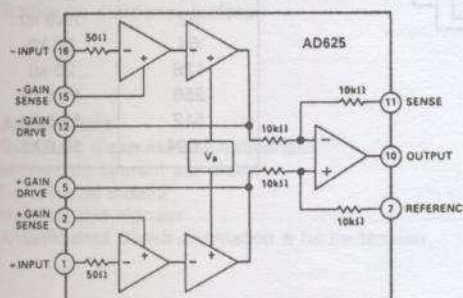 50Ω
-INPUT 16
AD625
-GAIN SENSE 15
10kΩ
11 SENSE
-GAIN DRIVE 12
10kΩ
VB
10 OUTPUT
+GAIN DRIVE 5
10kΩ
+GAIN SENSE 2
10kΩ
7 REFERENC
50Ω
1